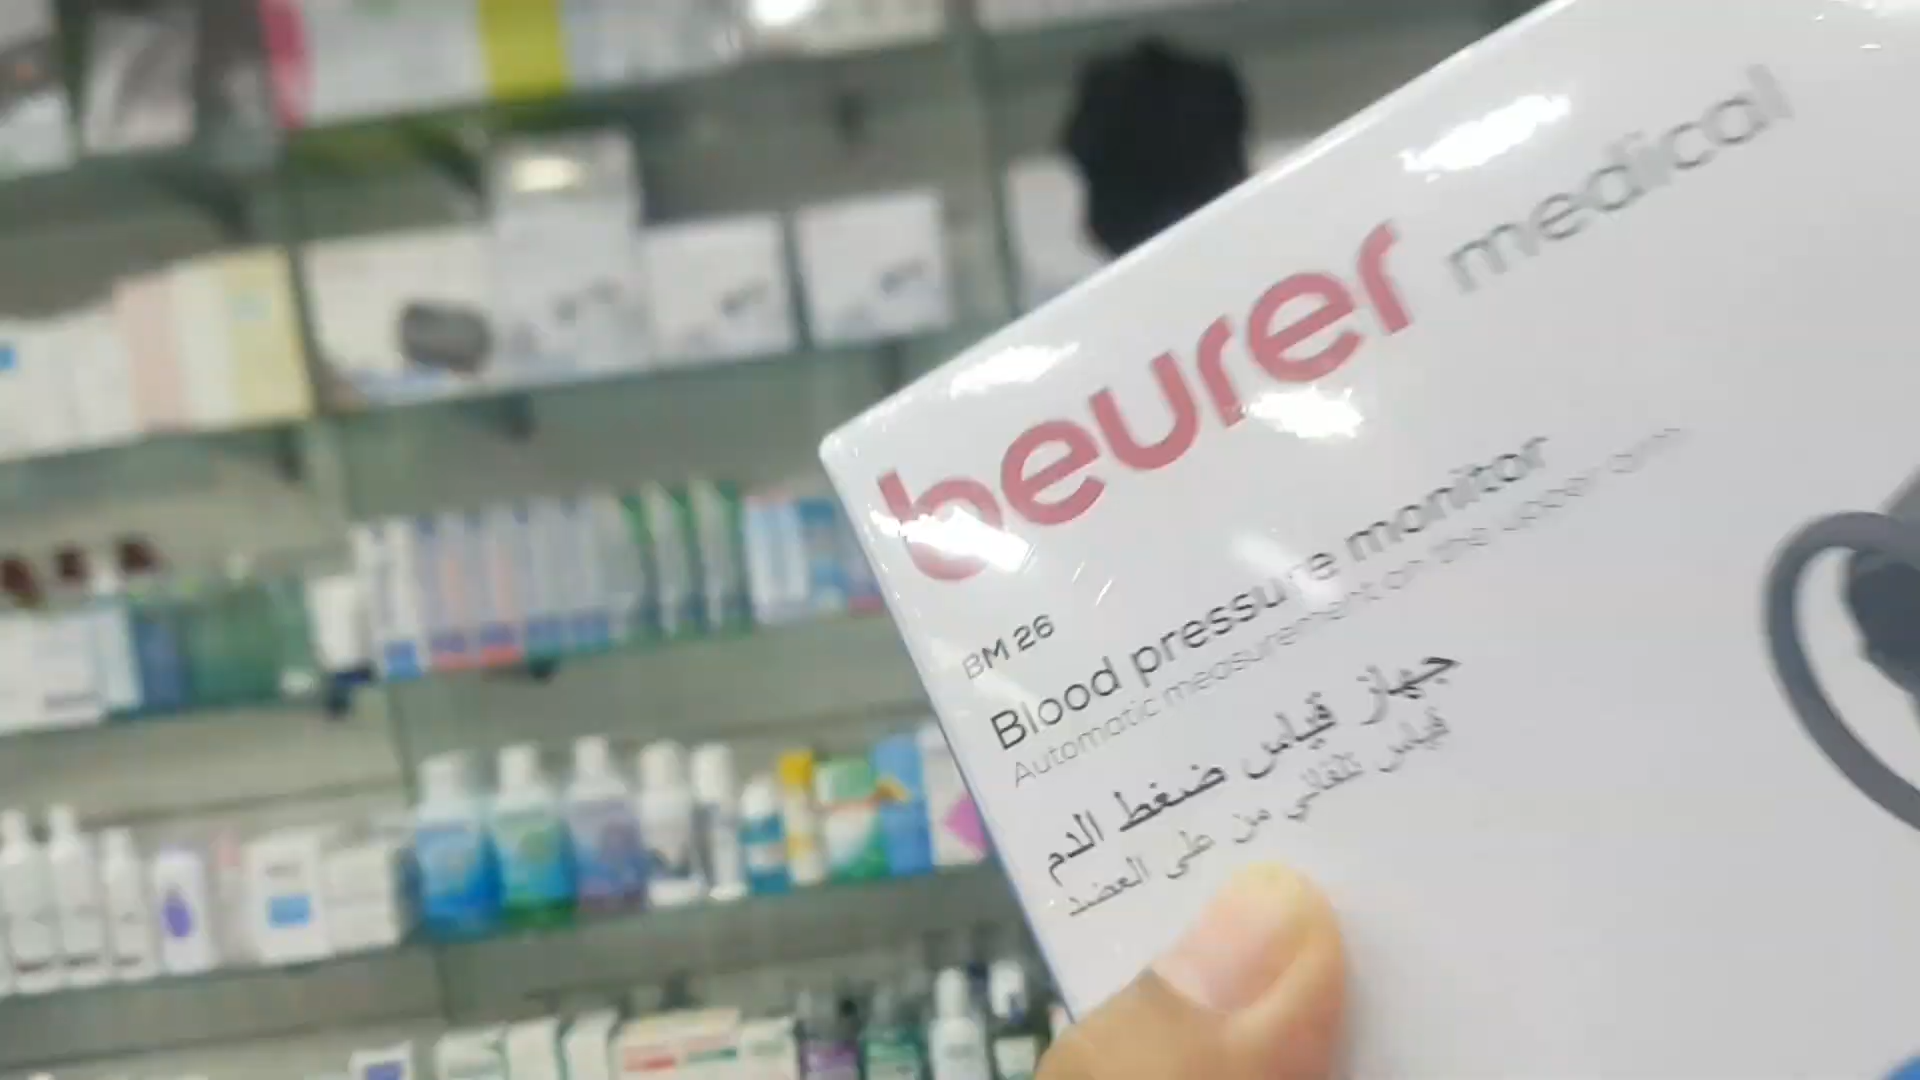 beurer medical
BM 26
Blood pressure monitor
Automatic measurement on the upper arm
جهاز قياس ضغط الدم
قياس تلقائي من على العضد